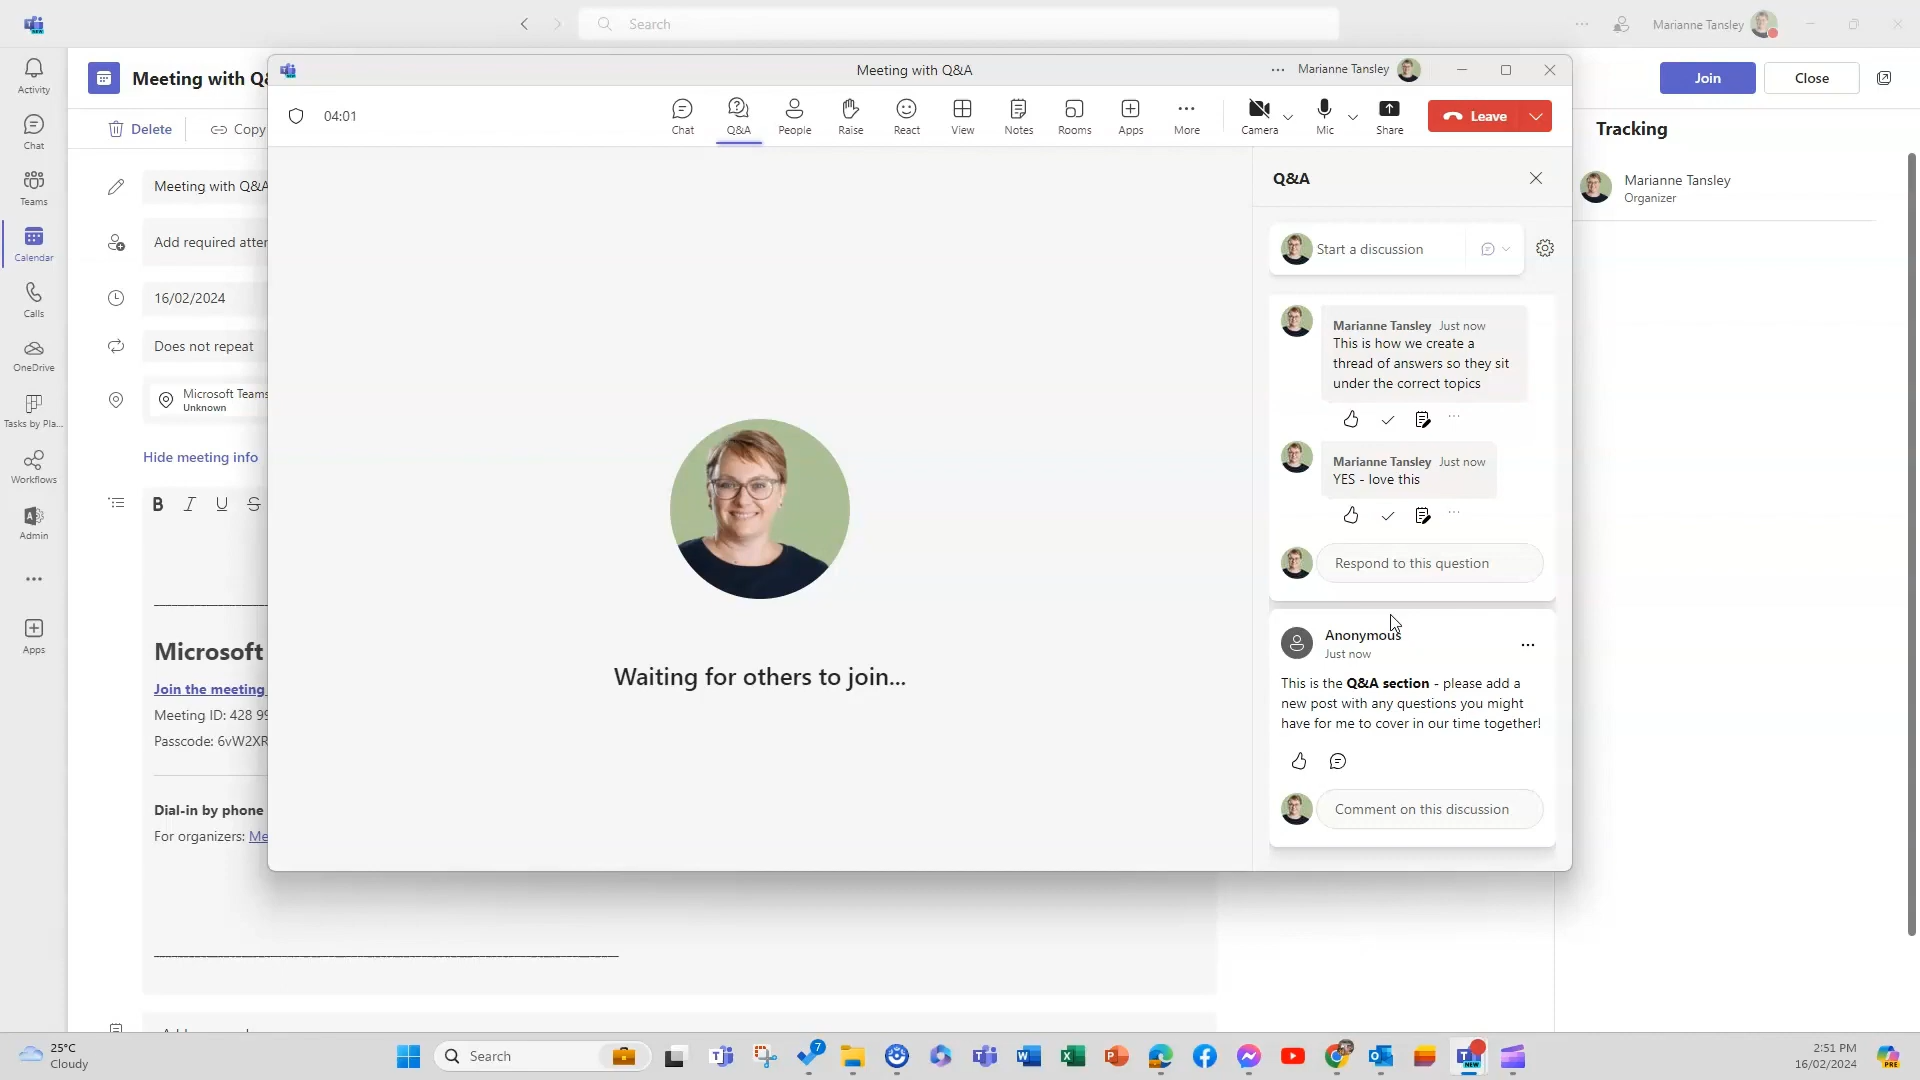 Search
Marianne Tansley
Activity
Chat
Teams
Calendar
Calls
OneDrive
Tasks by Pla...
Workflows
Admin
Apps
Meeting with Q&
Join
Close
Delete
Copy
Meeting with Q&A
Add required atten
16/02/2024
Does not repeat
Microsoft Teams
Unknown
Hide meeting info
B I U S
Microsoft
Join the meeting
Meeting ID: 428 99
Passcode: 6vW2XR
Dial-in by phone
For organizers: Me
Meeting with Q&A
Marianne Tansley
04:01
Chat
Q&A
People
Raise
React
View
Notes
Rooms
Apps
More
Camera
Mic
Share
Leave
Waiting for others to join...
Q&A
Start a discussion
Marianne Tansley Just now
This is how we create a
thread of answers so they sit
under the correct topics
Marianne Tansley Just now
YES - love this
Respond to this question
Anonymous
Just now
This is the Q&A section - please add a
new post with any questions you might
have for me to cover in our time together!
Comment on this discussion
Tracking
Marianne Tansley
Organizer
25°C
Cloudy
Search
7
NEW
2:51 PM
16/02/2024
PRE